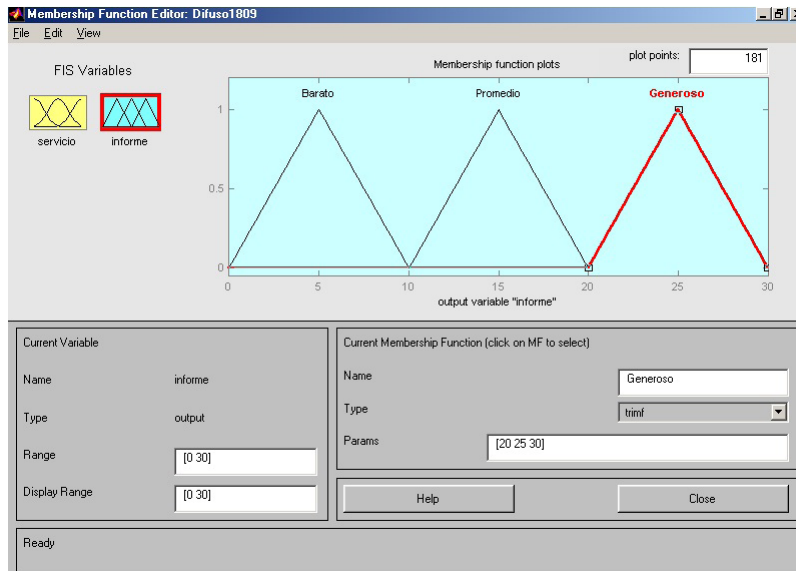 Membership Function Editor: Difuso1809
File Edit View
FIS Variables
servicio
informe
Membership function plots
plot points:
181
Barato
Promedio
Generoso
1
0.5
0
0 5 10 15 20 25 30
output variable "informe"
Current Variable
Name
informe
Type
output
Range
[0 30]
Display Range
[0 30]
Current Membership Function (click on MF to select)
Name
Generoso
Type
trimf
Params
[20 25 30]
Help
Close
Ready